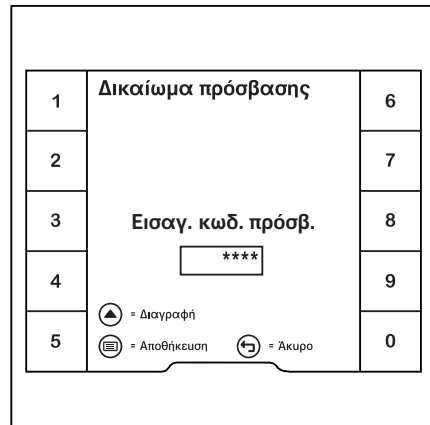 Δικαίωμα πρόσβασης
1
6
2
7
3
Εισαγ. κωδ. πρόσβ.
8
****
4
9
= Διαγραφή
5
= Αποθήκευση
= Άκυρο
0